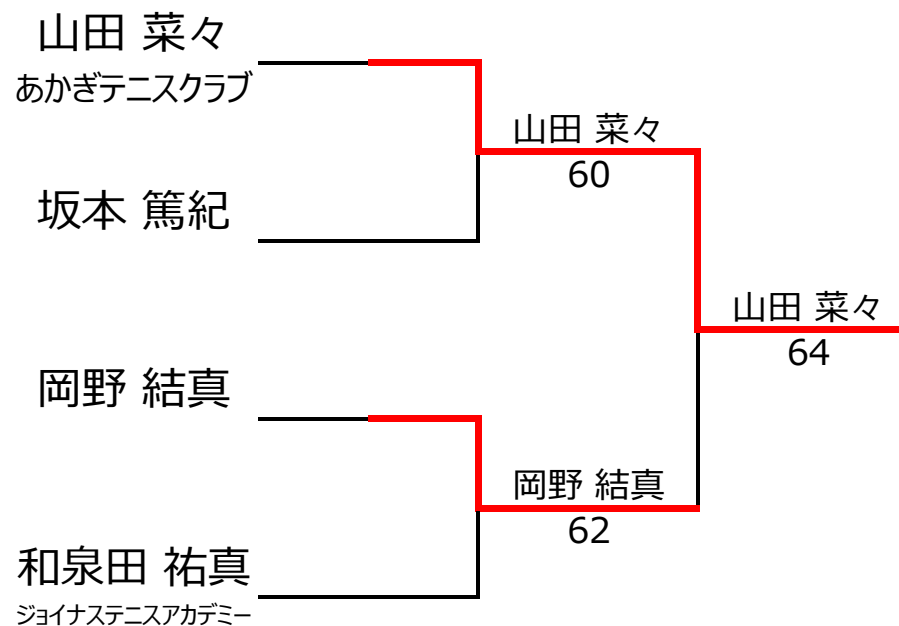 山田 菜々
あかぎテニスクラブ
山田 菜々
60
坂本 篤紀
山田 菜々
64
岡野 結真
岡野 結真
62
和泉田 祐真
ジョイナステニスアカデミー